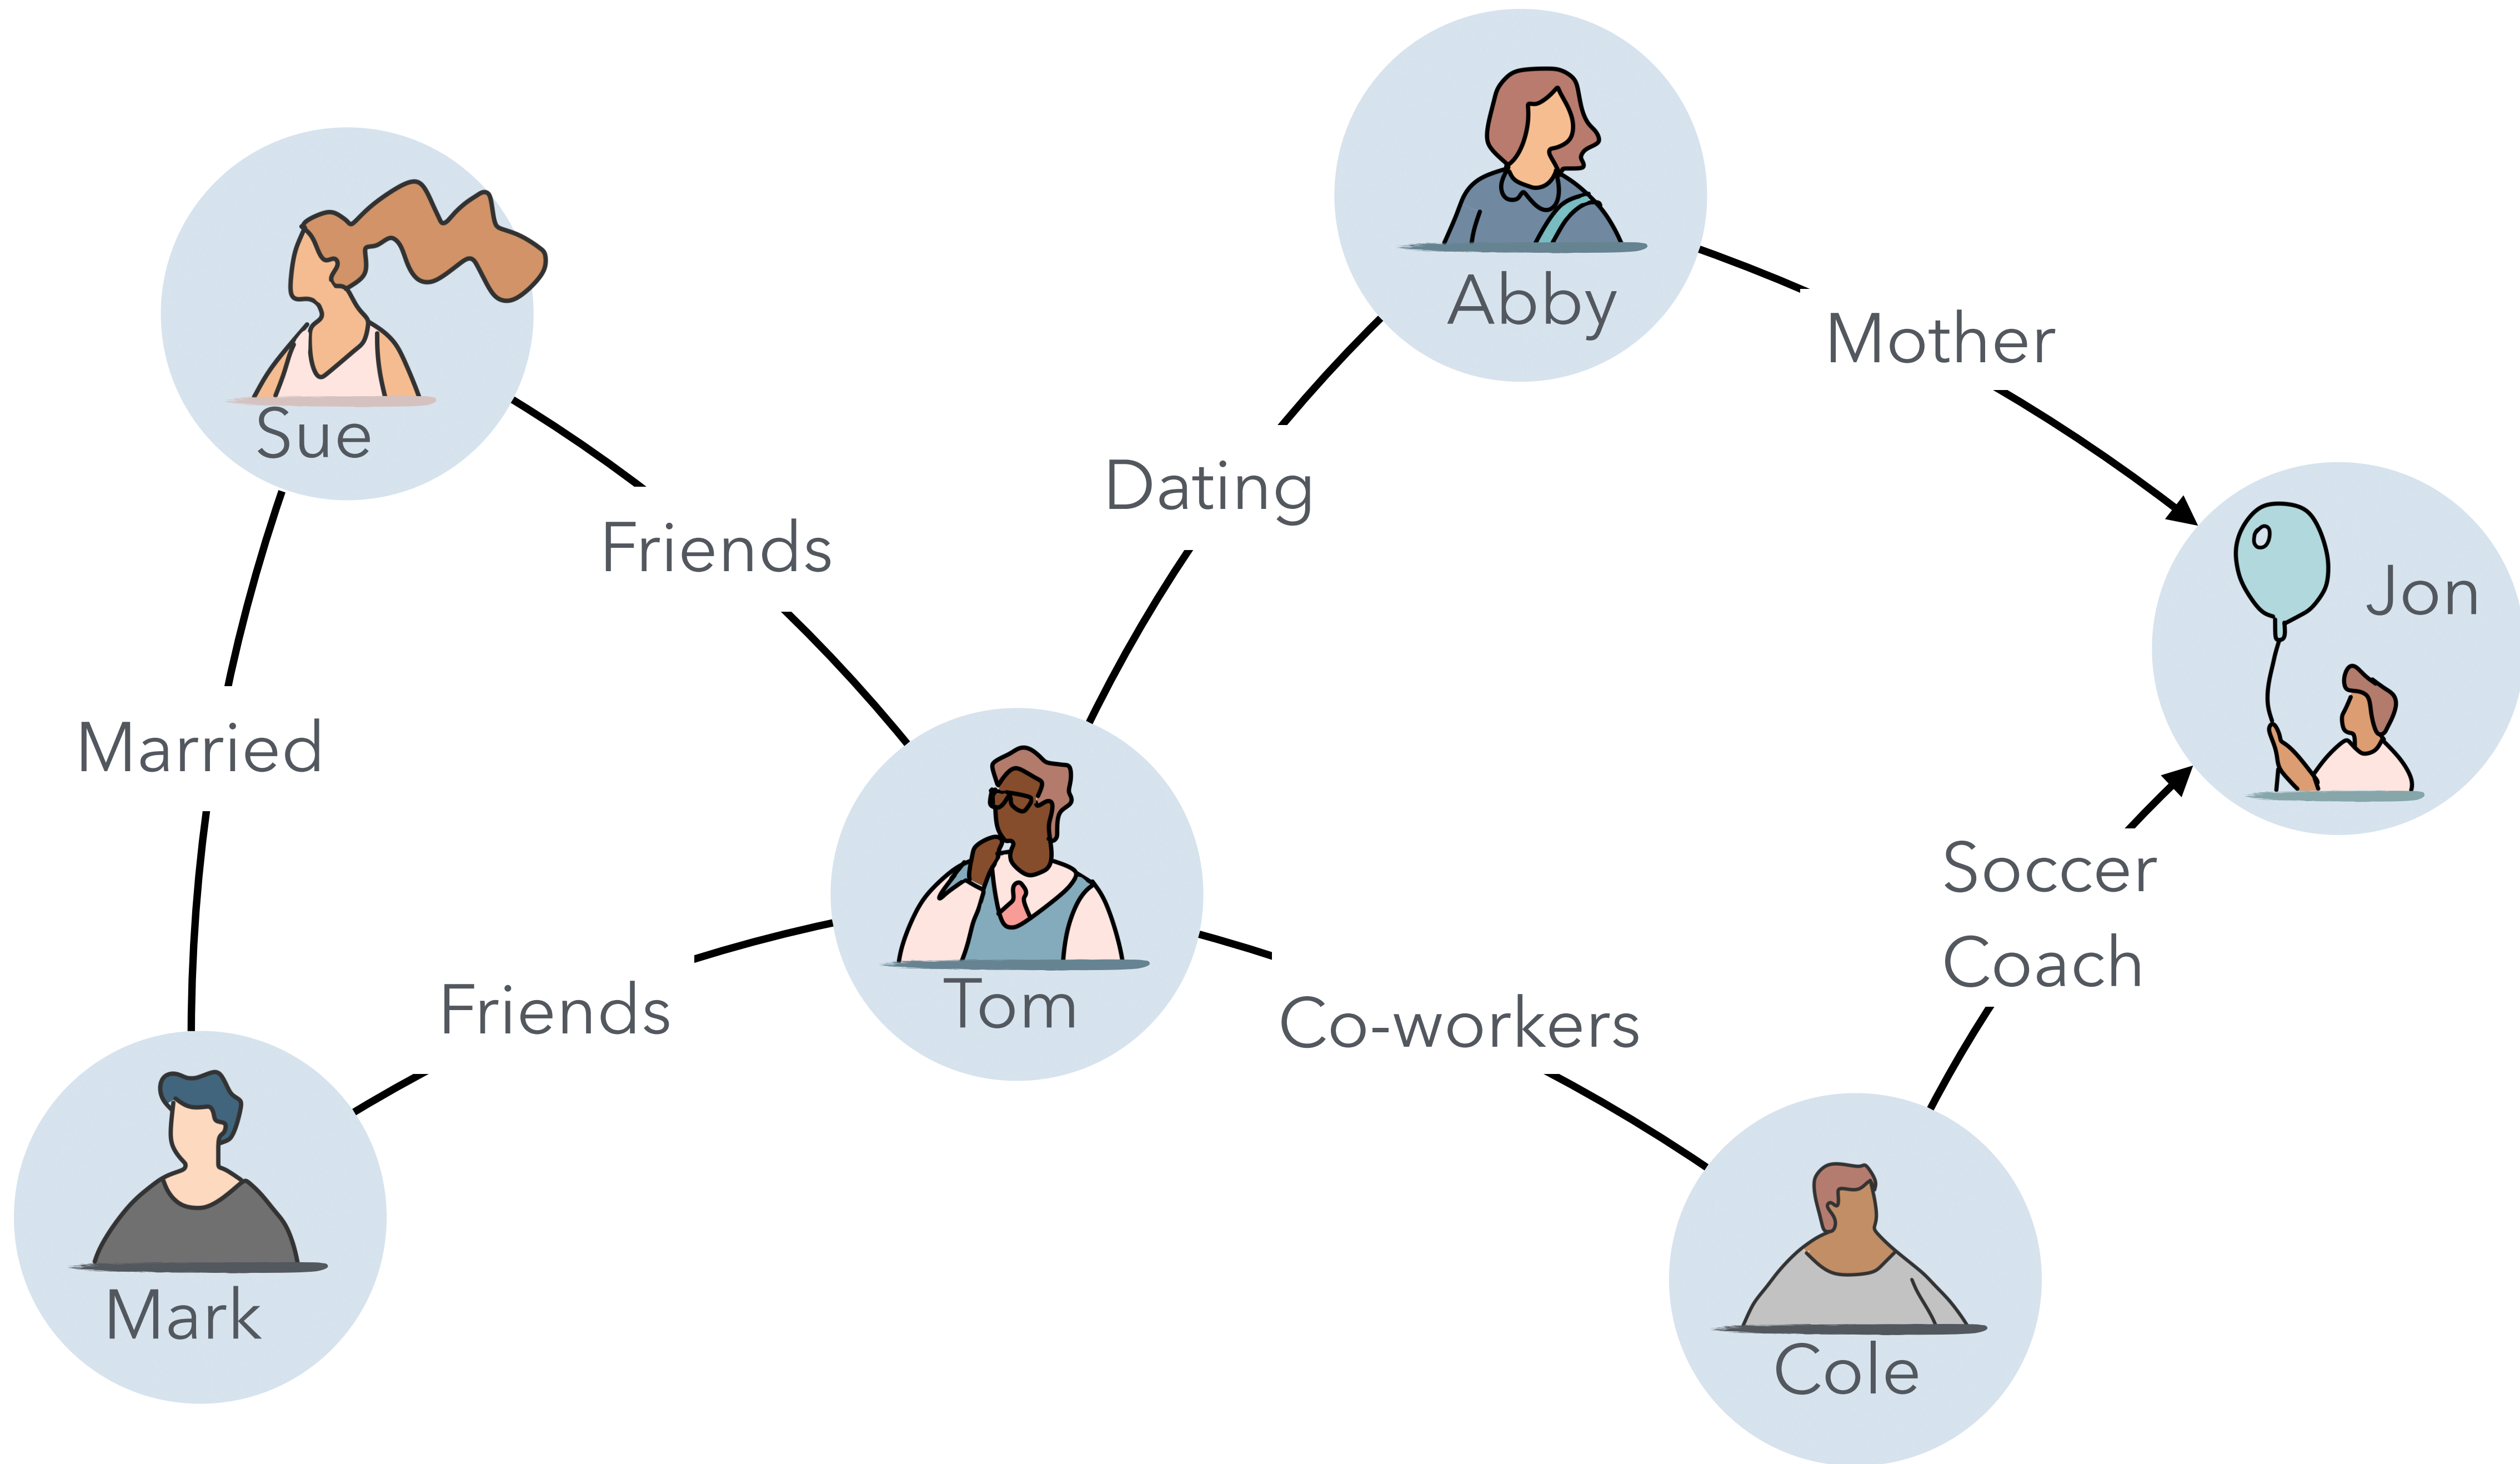 Abby
Mother
Sue
Dating
Friends
Jon
Married
Soccer
Coach
Friends
Tom
Co-workers
Mark
Cole